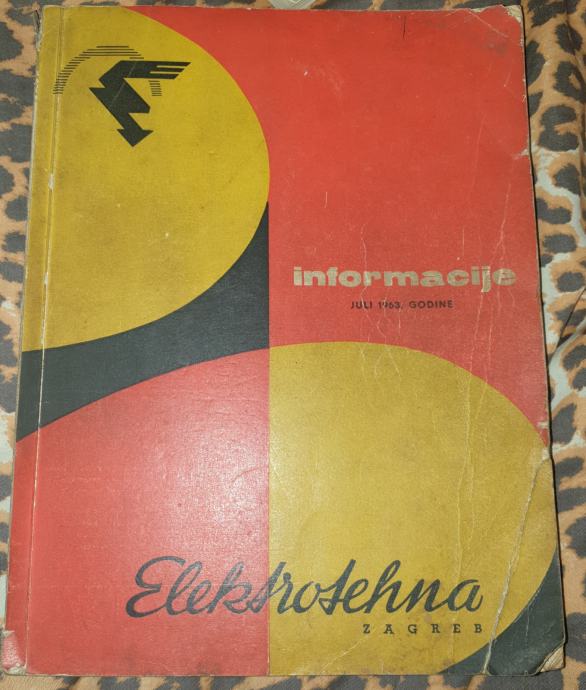 informacije
JULI 1963. GODINE
Elektrotehna
ZAGREB